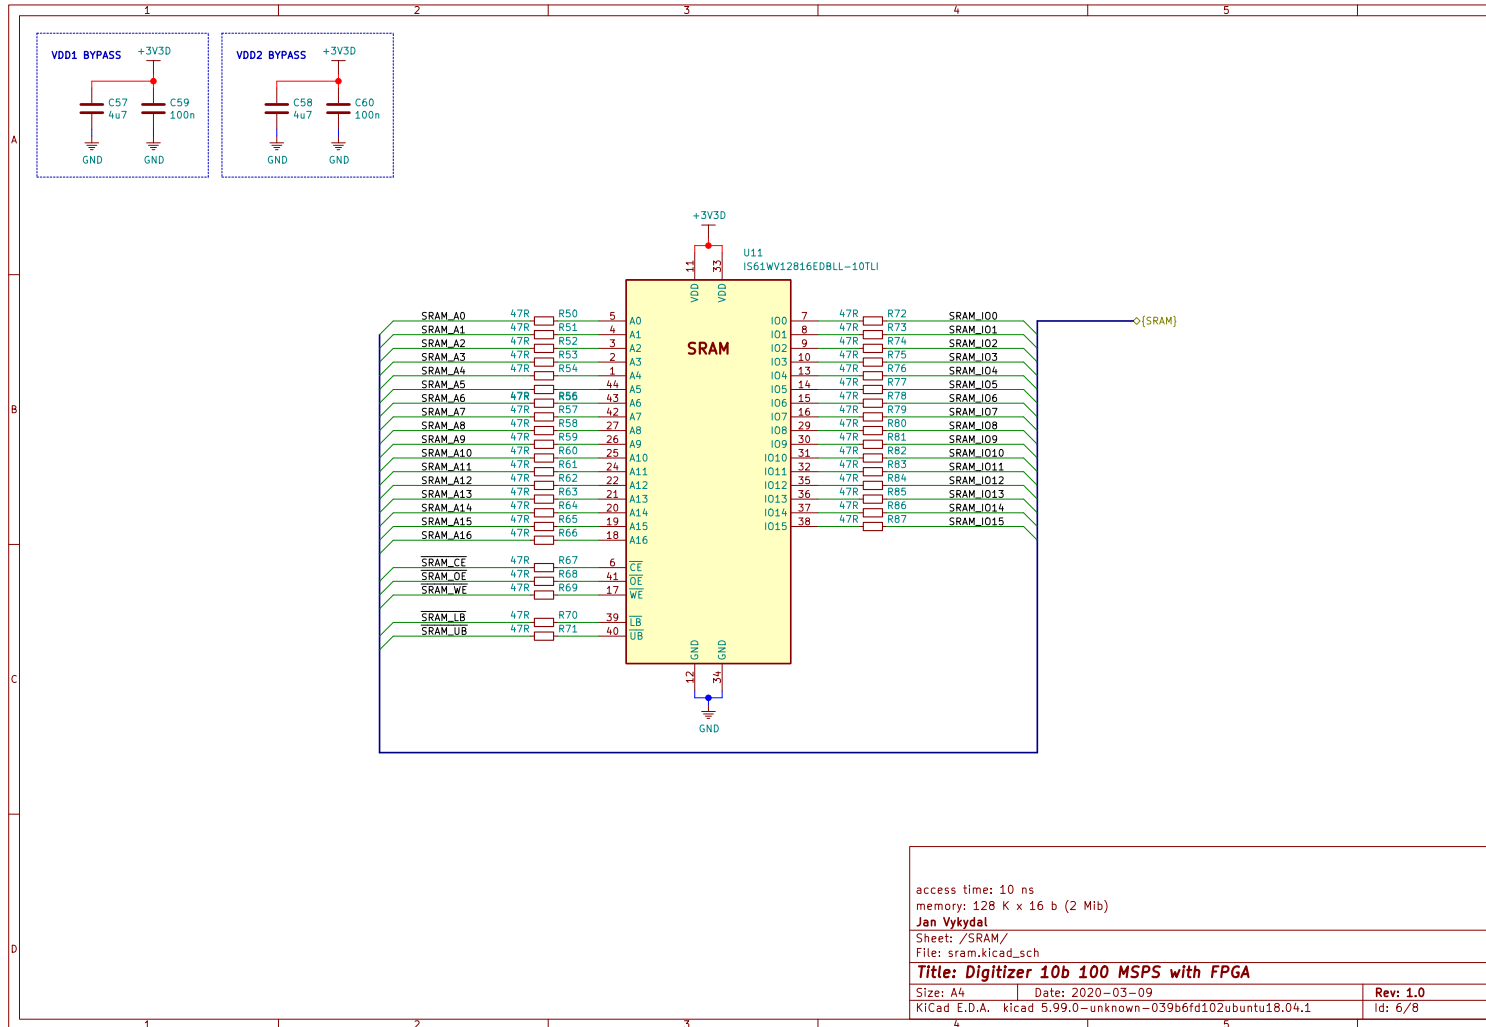 1 2 3 4 5
VDD1 BYPASS +3V3D
C57 4u7
C59 100n
GND GND
VDD2 BYPASS +3V3D
C58 4u7
C60 100n
GND GND
A
B
C
D
+3V3D
U11
IS61WV12816EDBLL-10TLI
11 33
VDD VDD
SRAM
SRAM_A0 47R R50 5 A0
SRAM_A1 47R R51 4 A1
SRAM_A2 47R R52 3 A2
SRAM_A3 47R R53 2 A3
SRAM_A4 47R R54 1 A4
SRAM_A5 44 A5
SRAM_A6 47R R56 43 A6
SRAM_A7 47R R57 42 A7
SRAM_A8 47R R58 27 A8
SRAM_A9 47R R59 26 A9
SRAM_A10 47R R60 25 A10
SRAM_A11 47R R61 24 A11
SRAM_A12 47R R62 22 A12
SRAM_A13 47R R63 21 A13
SRAM_A14 47R R64 20 A14
SRAM_A15 47R R65 19 A15
SRAM_A16 47R R66 18 A16
SRAM_CE 47R R67 6 CE
SRAM_OE 47R R68 41 OE
SRAM_WE 47R R69 17 WE
SRAM_LB 47R R70 39 LB
SRAM_UB 47R R71 40 UB
IO0 7 47R R72 SRAM_IO0
IO1 8 47R R73 SRAM_IO1
IO2 9 47R R74 SRAM_IO2
IO3 10 47R R75 SRAM_IO3
IO4 13 47R R76 SRAM_IO4
IO5 14 47R R77 SRAM_IO5
IO6 15 47R R78 SRAM_IO6
IO7 16 47R R79 SRAM_IO7
IO8 29 47R R80 SRAM_IO8
IO9 30 47R R81 SRAM_IO9
IO10 31 47R R82 SRAM_IO10
IO11 32 47R R83 SRAM_IO11
IO12 35 47R R84 SRAM_IO12
IO13 36 47R R85 SRAM_IO13
IO14 37 47R R86 SRAM_IO14
IO15 38 47R R87 SRAM_IO15
{SRAM}
GND GND
12 34
GND
access time: 10 ns
memory: 128 K x 16 b (2 Mib)
Jan Vykydal
Sheet: /SRAM/
File: sram.kicad_sch
Title: Digitizer 10b 100 MSPS with FPGA
Size: A4 Date: 2020-03-09 Rev: 1.0
KiCad E.D.A. kicad 5.99.0-unknown-039b6fd102ubuntu18.04.1 Id: 6/8
1 2 3 4 5